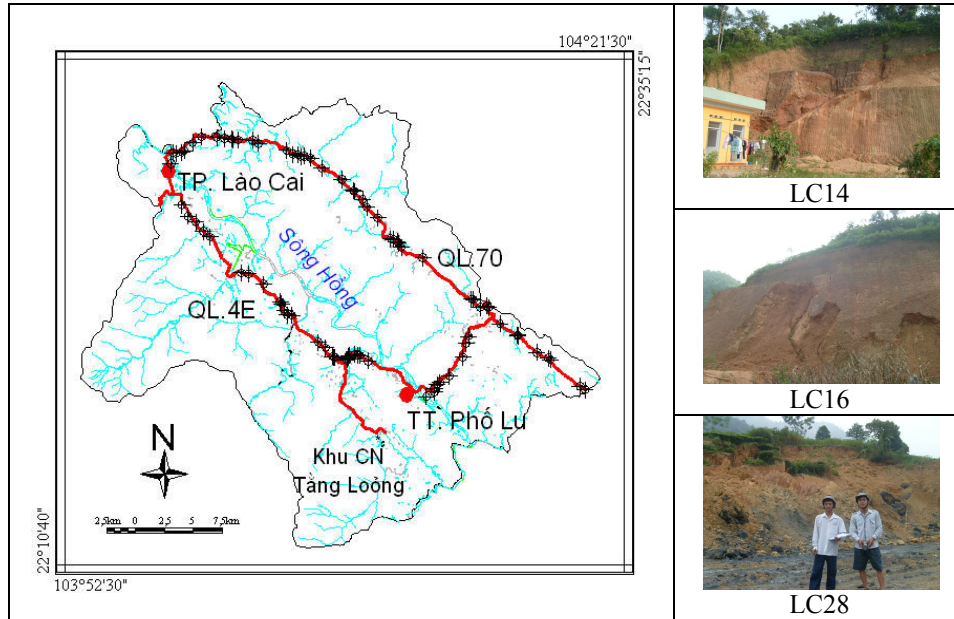 104°21'30"
22°35'15"
TP. Lào Cai
Sông Hồng
QL.70
QL.4E
TT. Phố Lu
N
Khu CN
Tằng Loỏng
2,5km 0 2,5 7,5km
22°10'40"
103°52'30"
LC14
LC16
LC28